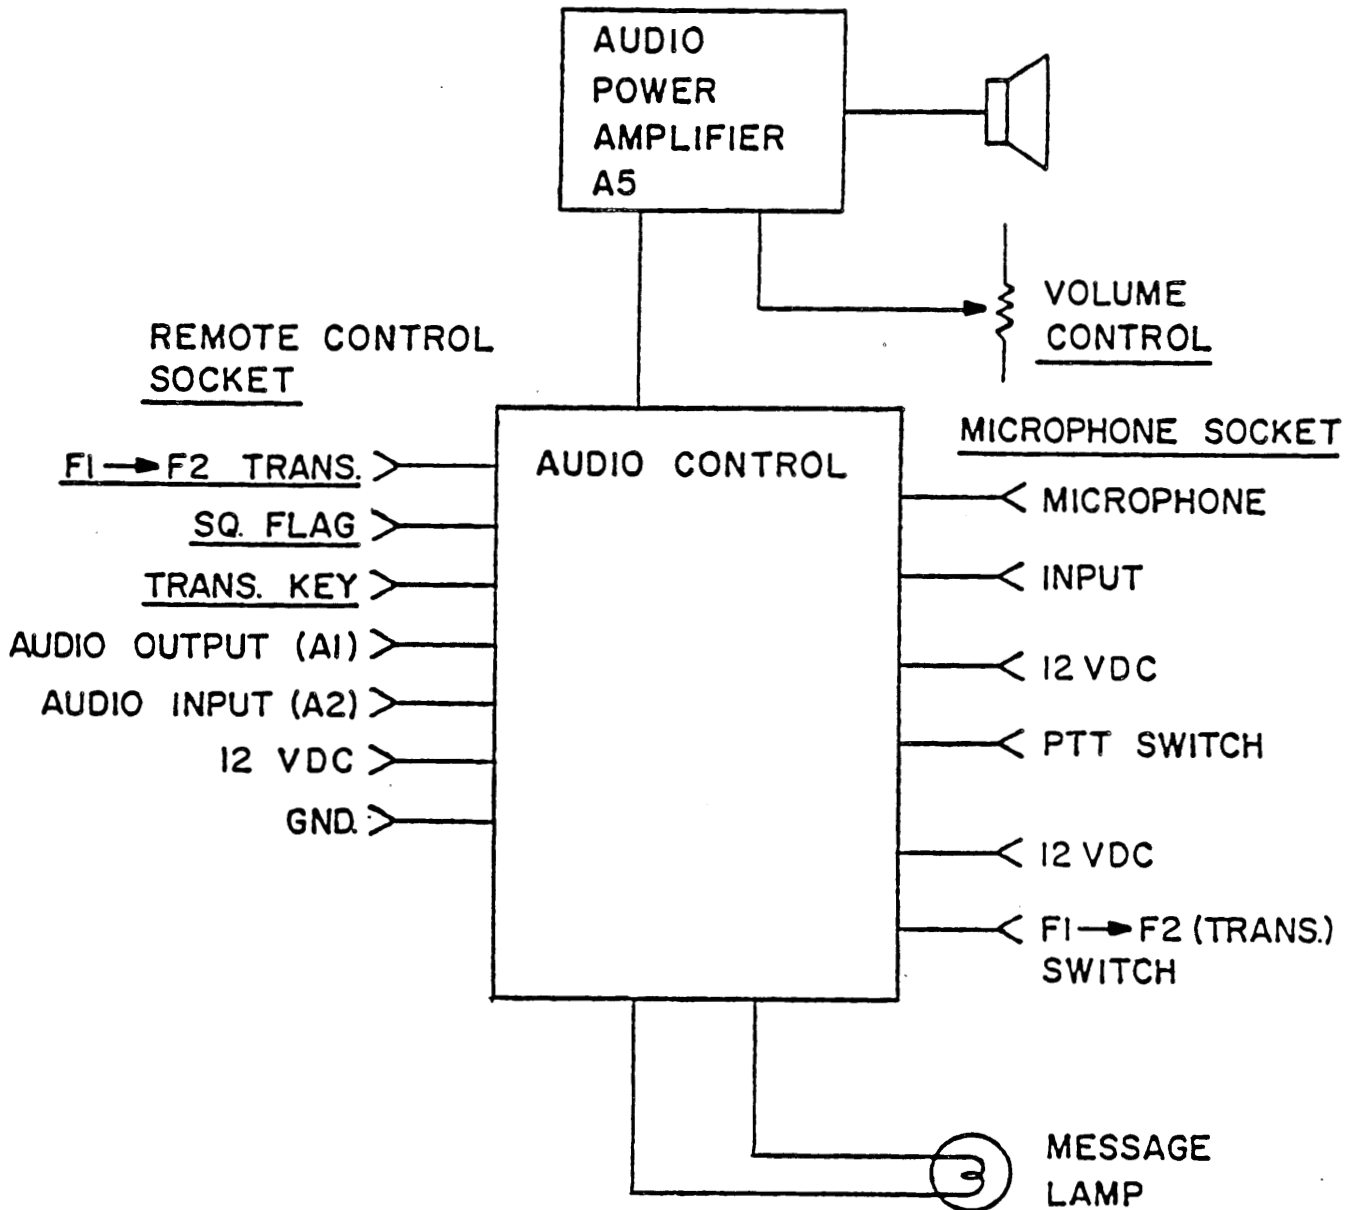 AUDIO
POWER
AMPLIFIER
A5
VOLUME
CONTROL
REMOTE CONTROL
SOCKET
F1 → F2 TRANS.
SQ. FLAG
TRANS. KEY
AUDIO OUTPUT (A1)
AUDIO INPUT (A2)
12 VDC
GND.
AUDIO CONTROL
MICROPHONE SOCKET
MICROPHONE
INPUT
12 VDC
PTT SWITCH
12 VDC
F1 → F2 (TRANS.)
SWITCH
MESSAGE
LAMP